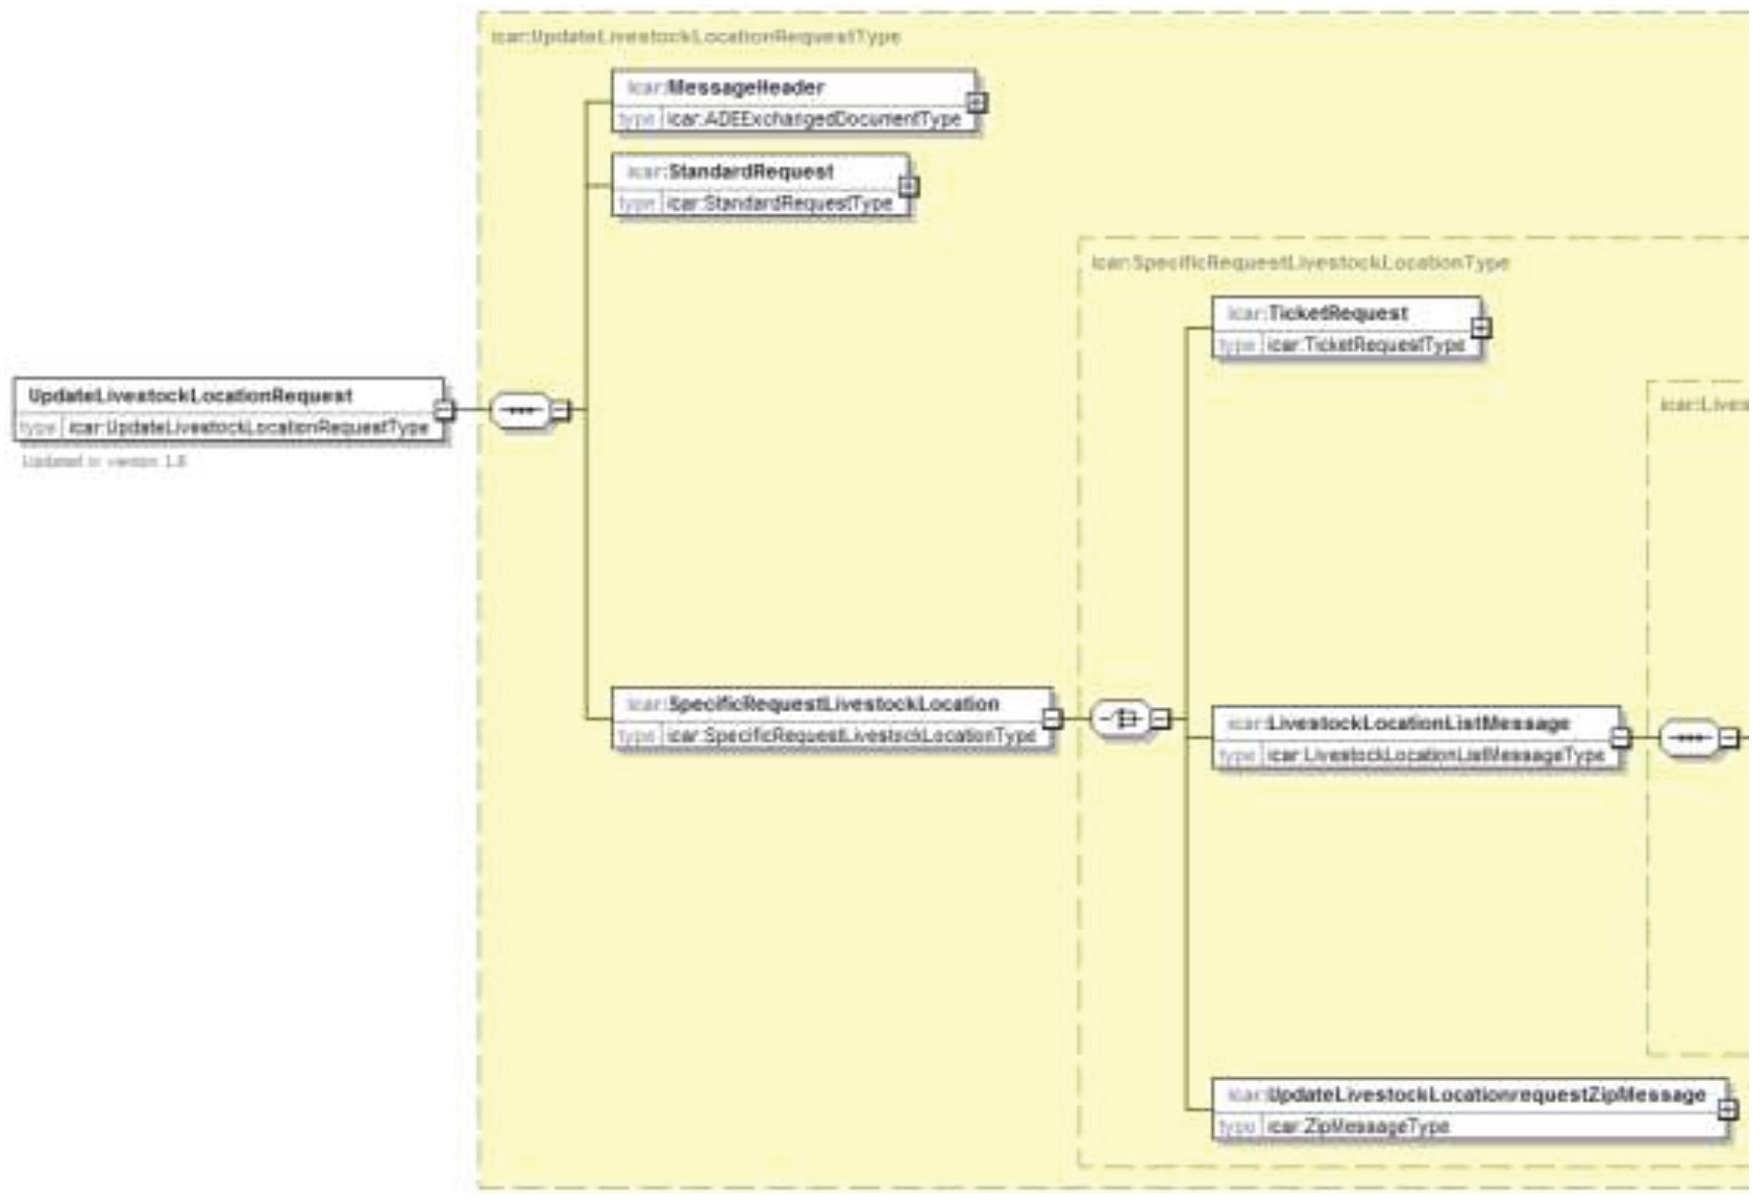 icar:UpdateLivestockLocationRequestType
icar:MessageHeader
type icar:ADEExchangedDocumentType
icar:StandardRequest
type icar:StandardRequestType
icar:SpecificRequestLivestockLocationType
icar:TicketRequest
type icar:TicketRequestType
UpdateLivestockLocationRequest
type icar:UpdateLivestockLocationRequestType
Updated in version
icar:Lives
icar:SpecificRequestLivestockLocation
type icar:SpecificRequestLivestockLocationType
icar:LivestockLocationListMessage
type icar:LivestockLocationListMessageType
icar:UpdateLivestockLocationrequestZipMessage
type icar:ZipMessageType